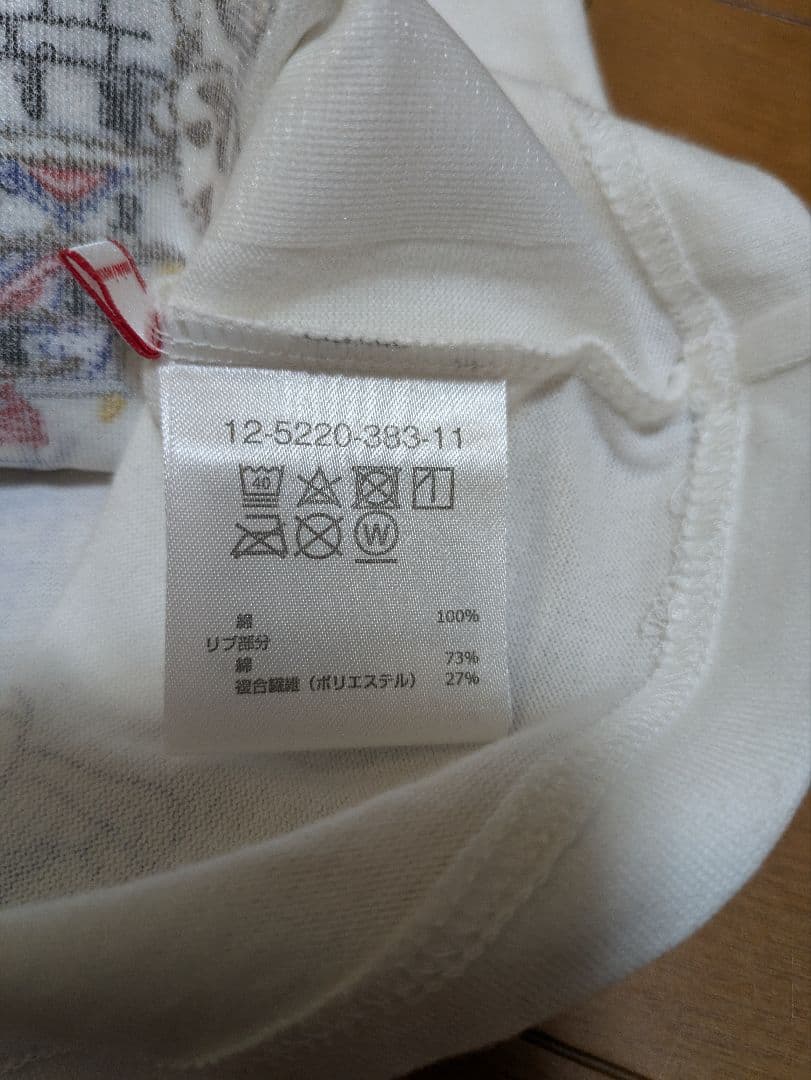 12-5220-383-11
40
W
綿 100%
リブ部分
綿 73%
複合繊維（ポリエステル） 27%